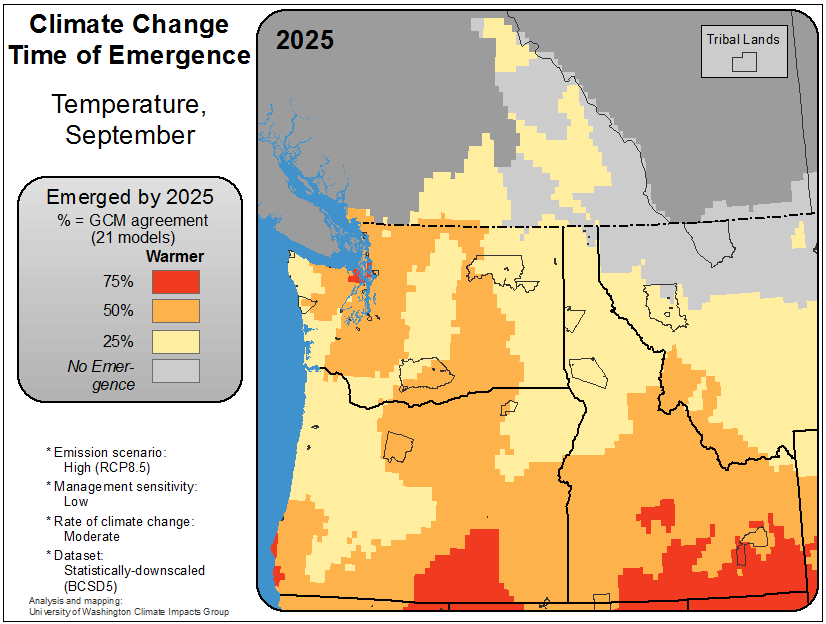 Climate Change
Time of Emergence
Temperature,
September
Emerged by 2025
% = GCM agreement
(21 models)
Warmer
75%
50%
25%
No Emer-
gence
* Emission scenario:
High (RCP8.5)
* Management sensitivity:
Low
* Rate of climate change:
Moderate
* Dataset:
Statistically-downscaled
(BCSD5)
Analysis and mapping:
University of Washington Climate Impacts Group
2025
Tribal Lands